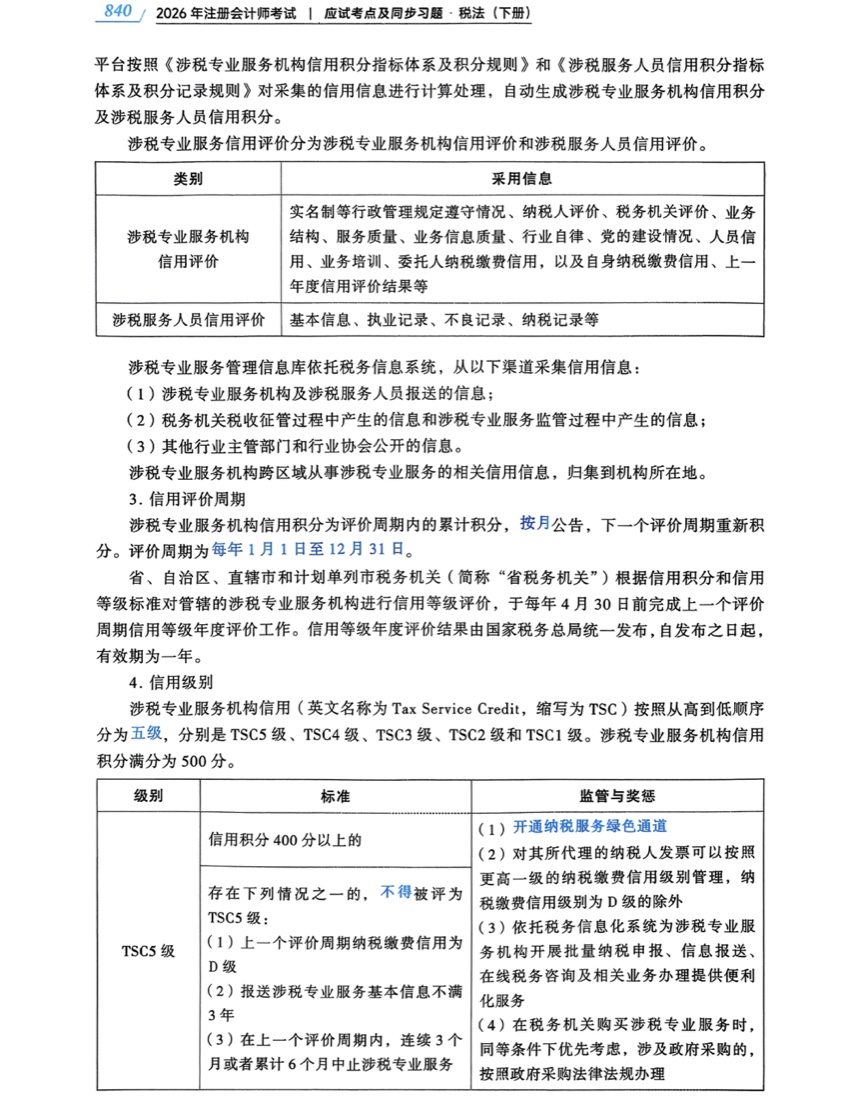 840 2026 年注册会计师考试 | 应试考点及同步习题·税法（下册）
平台按照《涉税专业服务机构信用积分指标体系及积分规则》和《涉税服务人员信用积分指标
体系及积分记录规则》对采集的信用信息进行计算处理，自动生成涉税专业服务机构信用积分
及涉税服务人员信用积分。
涉税专业服务信用评价分为涉税专业服务机构信用评价和涉税服务人员信用评价。
类别
采用信息
涉税专业服务机构
信用评价
实名制等行政管理规定遵守情况、纳税人评价、税务机关评价、业务
结构、服务质量、业务信息质量、行业自律、党的建设情况、人员信
用、业务培训、委托人纳税缴费信用，以及自身纳税缴费信用、上一
年度信用评价结果等
涉税服务人员信用评价
基本信息、执业记录、不良记录、纳税记录等
涉税专业服务管理信息库依托税务信息系统，从以下渠道采集信用信息：
（1）涉税专业服务机构及涉税服务人员报送的信息；
（2）税务机关税收征管过程中产生的信息和涉税专业服务监管过程中产生的信息；
（3）其他行业主管部门和行业协会公开的信息。
涉税专业服务机构跨区域从事涉税专业服务的相关信用信息，归集到机构所在地。
3. 信用评价周期
涉税专业服务机构信用积分为评价周期内的累计积分，按月公告，下一个评价周期重新积
分。评价周期为每年 1 月 1 日至 12 月 31 日。
省、自治区、直辖市和计划单列市税务机关（简称“省税务机关”）根据信用积分和信用
等级标准对管辖的涉税专业服务机构进行信用等级评价，于每年 4 月 30 日前完成上一个评价
周期信用等级年度评价工作。信用等级年度评价结果由国家税务总局统一发布，自发布之日起，
有效期为一年。
4. 信用级别
涉税专业服务机构信用（英文名称为 Tax Service Credit，缩写为 TSC）按照从高到低顺序
分为五级，分别是 TSC5 级、TSC4 级、TSC3 级、TSC2 级和 TSC1 级。涉税专业服务机构信用
积分满分为 500 分。
级别
标准
监管与奖惩
TSC5 级
信用积分 400 分以上的
存在下列情况之一的，不得被评为
TSC5 级：
（1）上一个评价周期纳税缴费信用为
D 级
（2）报送涉税专业服务基本信息不满
3 年
（3）在上一个评价周期内，连续 3 个
月或者累计 6 个月中止涉税专业服务
（1）开通纳税服务绿色通道
（2）对其所代理的纳税人发票可以按照
更高一级的纳税缴费信用级别管理，纳
税缴费信用级别为 D 级的除外
（3）依托税务信息化系统为涉税专业服
务机构开展批量纳税申报、信息报送、
在线税务咨询及相关业务办理提供便利
化服务
（4）在税务机关购买涉税专业服务时，
同等条件下优先考虑，涉及政府采购的，
按照政府采购法律法规办理